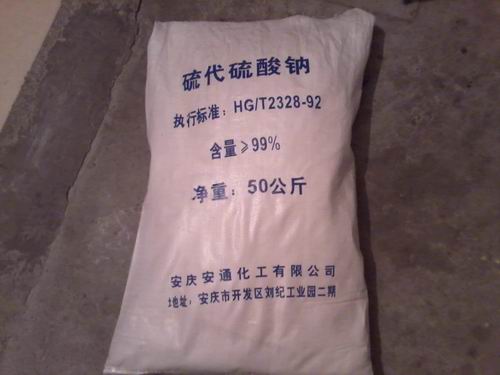 硫代硫酸钠
执行标准：HG/T2328-92
含量≥99%
净重：50公斤
安庆安通化工有限公司
地址：安庆市开发区刘纪工业园二期